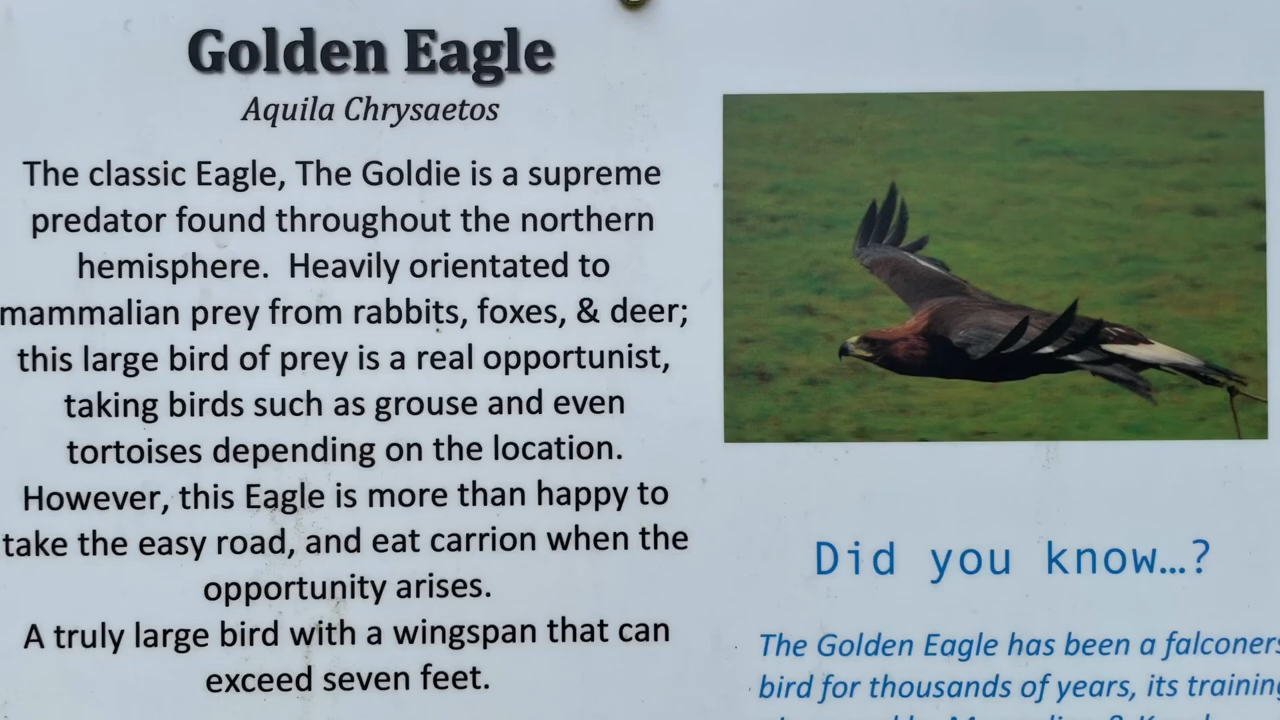 Golden Eagle
Aquila Chrysaetos
The classic Eagle, The Goldie is a supreme
predator found throughout the northern
hemisphere.  Heavily orientated to
mammalian prey from rabbits, foxes, & deer;
this large bird of prey is a real opportunist,
taking birds such as grouse and even
tortoises depending on the location.
However, this Eagle is more than happy to
take the easy road, and eat carrion when the
opportunity arises.
A truly large bird with a wingspan that can
exceed seven feet.
Did you know…?
The Golden Eagle has been a falconers
bird for thousands of years, its training